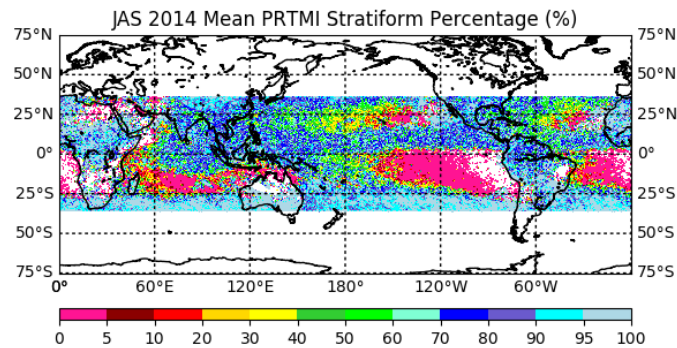 JAS 2014 Mean PRTMI Stratiform Percentage (%)
75°N 75°N
50°N 50°N
25°N 25°N
0° 0°
25°S 25°S
50°S 50°S
75°S 75°S
0° 60°E 120°E 180° 120°W 60°W
0 5 10 20 30 40 50 60 70 80 90 95 100